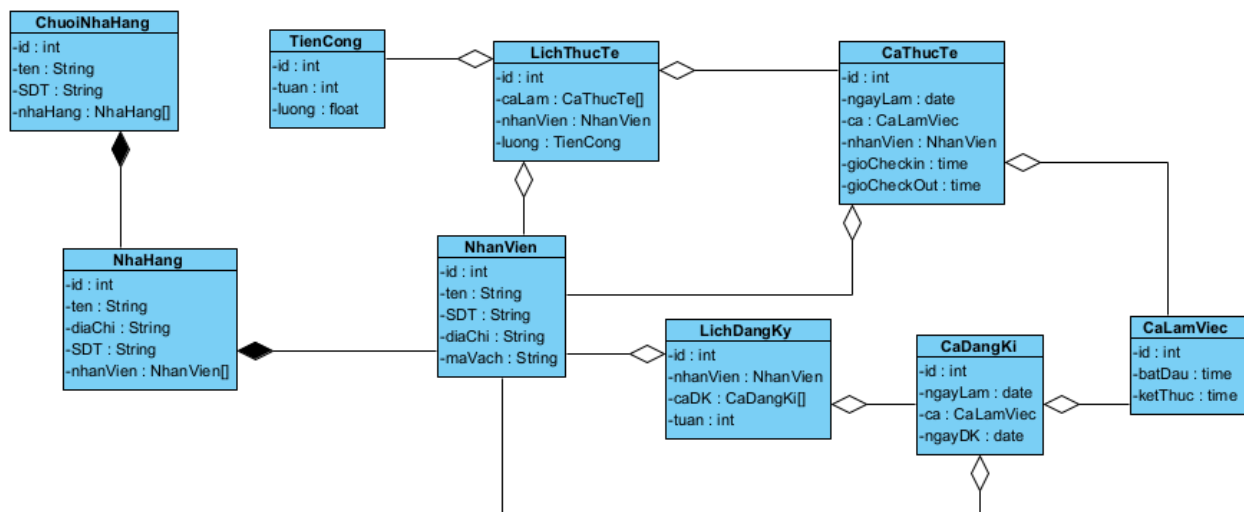 ChuoiNhaHang
-id : int
-ten : String
-SDT : String
-nhaHang : NhaHang[]
TienCong
-id : int
-tuan : int
-luong : float
LichThucTe
-id : int
-caLam : CaThucTe[]
-nhanVien : NhanVien
-luong : TienCong
CaThucTe
-id : int
-ngayLam : date
-ca : CaLamViec
-nhanVien : NhanVien
-gioCheckin : time
-gioCheckOut : time
NhaHang
-id : int
-ten : String
-diaChi : String
-SDT : String
-nhanVien : NhanVien[]
NhanVien
-id : int
-ten : String
-SDT : String
-diaChi : String
-maVach : String
LichDangKy
-id : int
-nhanVien : NhanVien
-caDK : CaDangKi[]
-tuan : int
CaDangKi
-id : int
-ngayLam : date
-ca : CaLamViec
-ngayDK : date
CaLamViec
-id : int
-batDau : time
-ketThuc : time